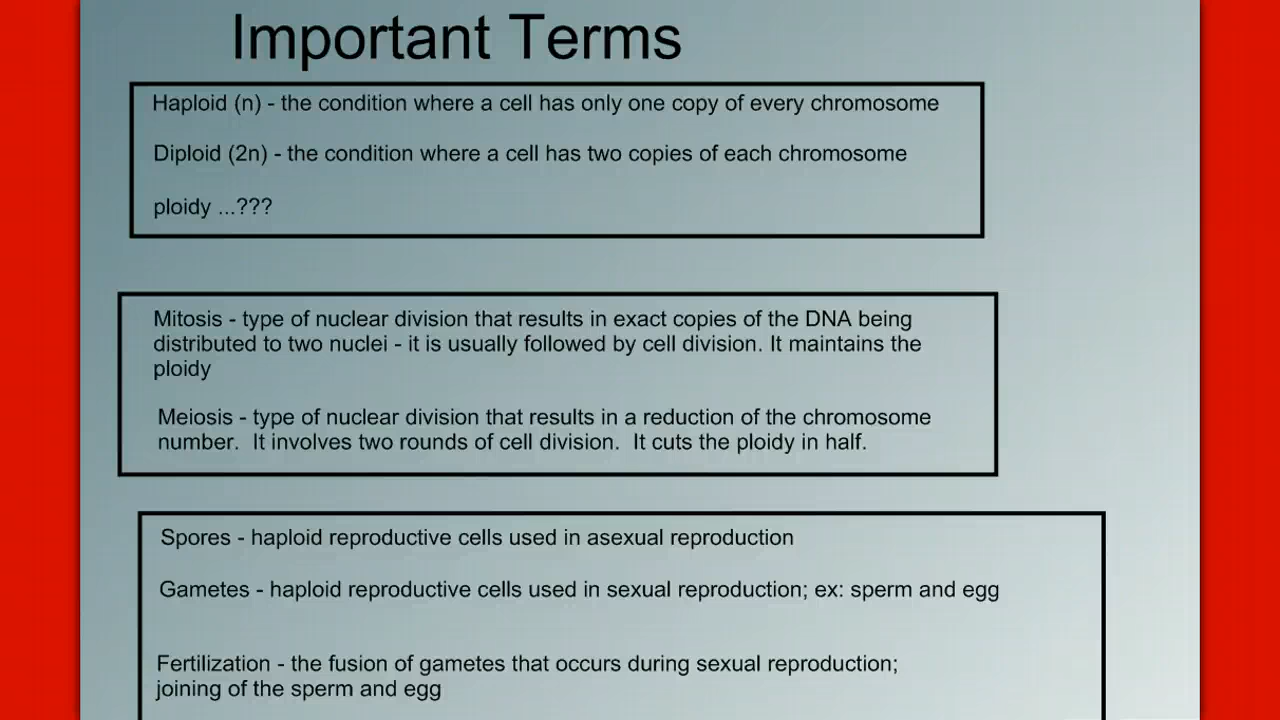 Important Terms
Haploid (n) - the condition where a cell has only one copy of every chromosome
Diploid (2n) - the condition where a cell has two copies of each chromosome
ploidy ...???
Mitosis - type of nuclear division that results in exact copies of the DNA being
distributed to two nuclei - it is usually followed by cell division. It maintains the
ploidy
Meiosis - type of nuclear division that results in a reduction of the chromosome
number.  It involves two rounds of cell division.  It cuts the ploidy in half.
Spores - haploid reproductive cells used in asexual reproduction
Gametes - haploid reproductive cells used in sexual reproduction; ex: sperm and egg
Fertilization - the fusion of gametes that occurs during sexual reproduction;
joining of the sperm and egg